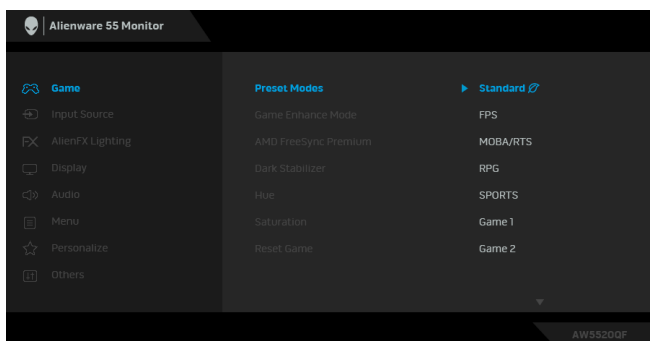 Alienware 55 Monitor
Game
Preset Modes
Standard
Input Source
Game Enhance Mode
FPS
FX
AlienFX Lighting
AMD FreeSync Premium
MOBA/RTS
Display
Dark Stabilizer
RPG
Audio
Hue
SPORTS
Menu
Saturation
Game 1
Personalize
Reset Game
Game 2
Others
AW5520QF